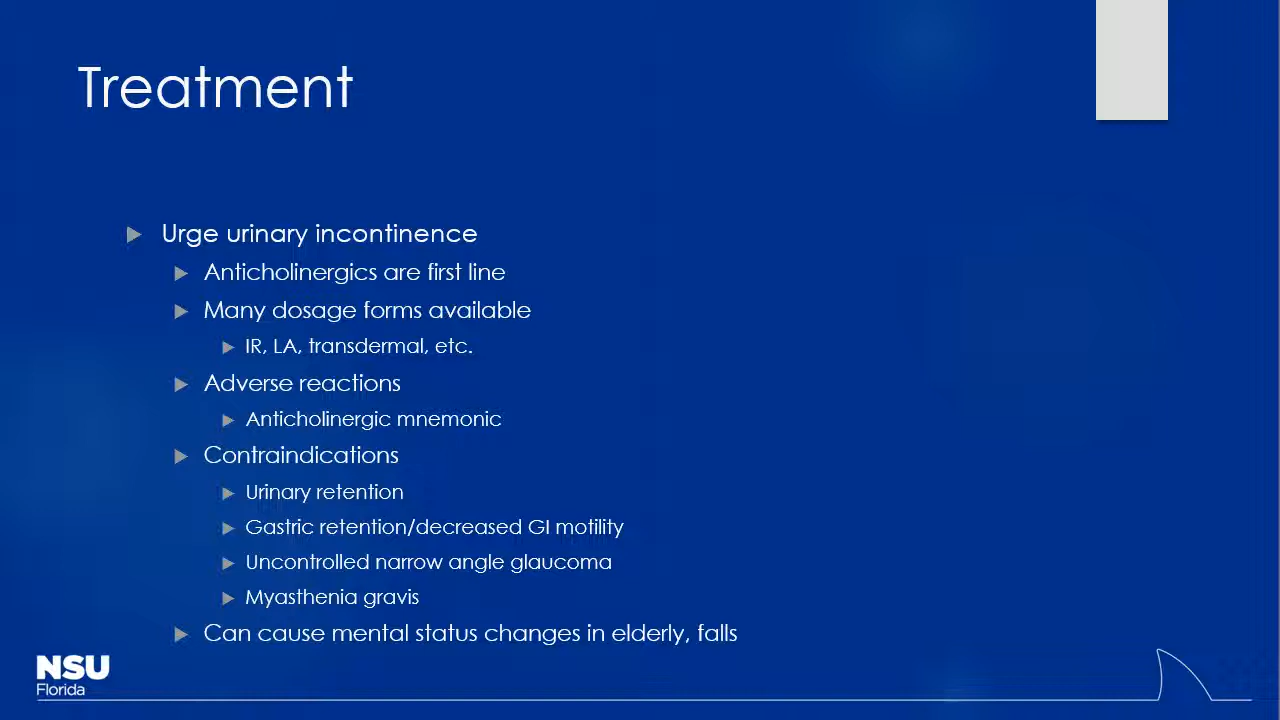 Treatment
Urge urinary incontinence
Anticholinergics are first line
Many dosage forms available
IR, LA, transdermal, etc.
Adverse reactions
Anticholinergic mnemonic
Contraindications
Urinary retention
Gastric retention/decreased GI motility
Uncontrolled narrow angle glaucoma
Myasthenia gravis
Can cause mental status changes in elderly, falls
NSU
Florida